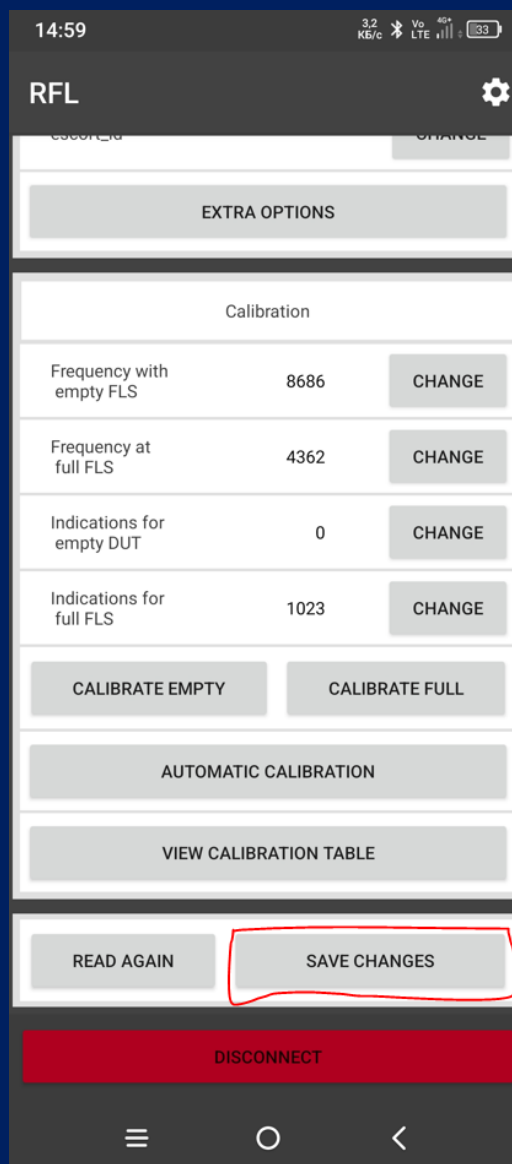 14:59
3,2
КБ/с
Vo
LTE
4G+
33
RFL
escort_id
CHANGE
EXTRA OPTIONS
Calibration
Frequency with
empty FLS
8686
CHANGE
Frequency at
full FLS
4362
CHANGE
Indications for
empty DUT
0
CHANGE
Indications for
full FLS
1023
CHANGE
CALIBRATE EMPTY
CALIBRATE FULL
AUTOMATIC CALIBRATION
VIEW CALIBRATION TABLE
READ AGAIN
SAVE CHANGES
DISCONNECT